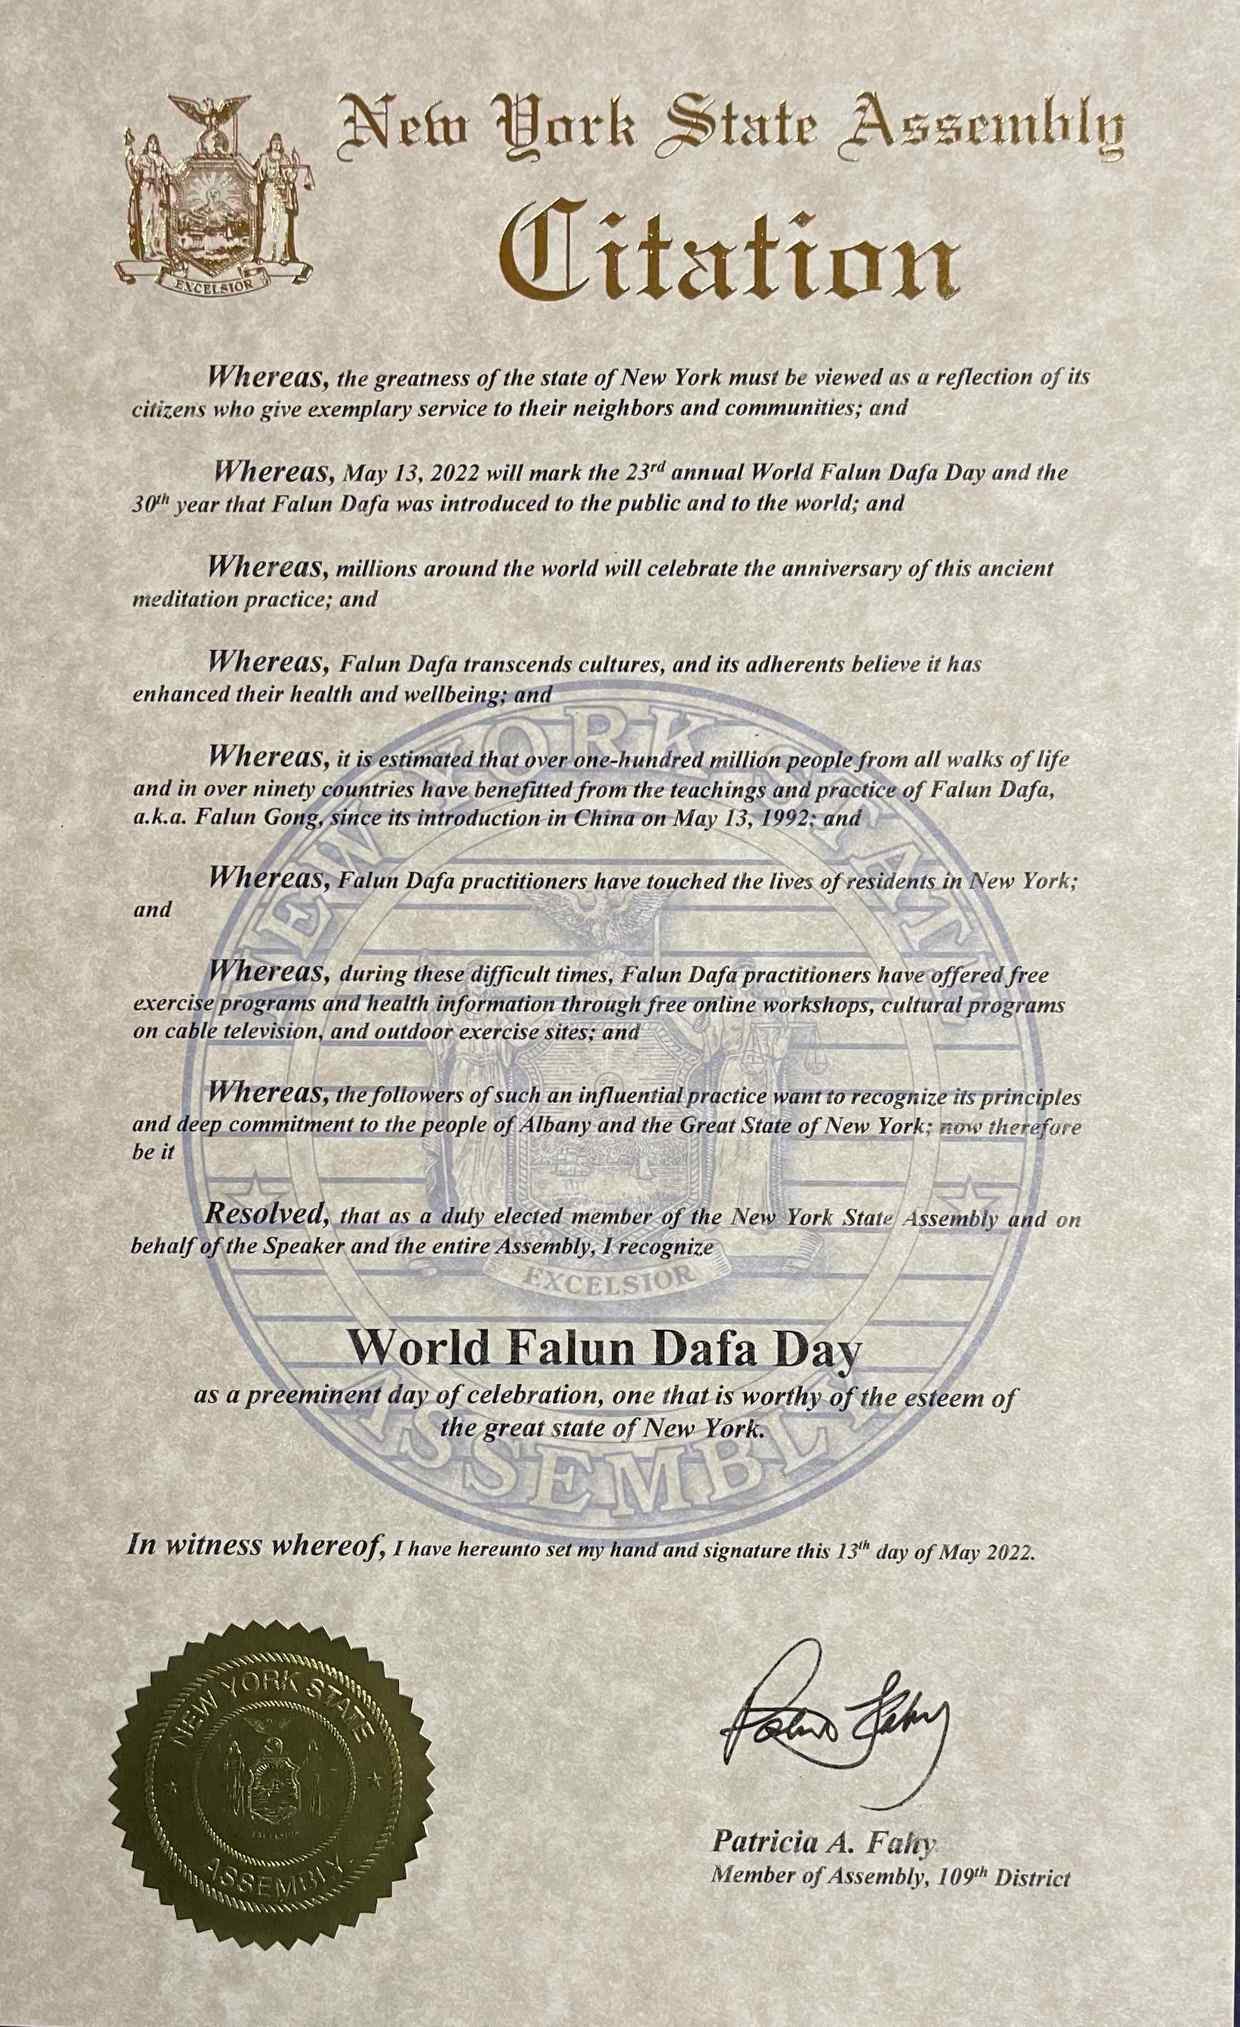 New York State Assembly
Citation
EXCELSIOR
Whereas, the greatness of the state of New York must be viewed as a reflection of its
citizens who give exemplary service to their neighbors and communities; and
Whereas, May 13, 2022 will mark the 23rd annual World Falun Dafa Day and the
30th year that Falun Dafa was introduced to the public and to the world; and
Whereas, millions around the world will celebrate the anniversary of this ancient
meditation practice; and
Whereas, Falun Dafa transcends cultures, and its adherents believe it has
enhanced their health and wellbeing; and
Whereas, it is estimated that over one-hundred million people from all walks of life
and in over ninety countries have benefitted from the teachings and practice of Falun Dafa,
a.k.a. Falun Gong, since its introduction in China on May 13, 1992; and
Whereas, Falun Dafa practitioners have touched the lives of residents in New York;
and
Whereas, during these difficult times, Falun Dafa practitioners have offered free
exercise programs and health information through free online workshops, cultural programs
on cable television, and outdoor exercise sites; and
Whereas, the followers of such an influential practice want to recognize its principles
and deep commitment to the people of Albany and the Great State of New York; now therefore
be it
Resolved, that as a duly elected member of the New York State Assembly and on
behalf of the Speaker and the entire Assembly, I recognize
World Falun Dafa Day
as a preeminent day of celebration, one that is worthy of the esteem of
the great state of New York.
NEW YORK STATE
EXCELSIOR
ASSEMBLY
In witness whereof, I have hereunto set my hand and signature this 13th day of May 2022.
NEW YORK STATE
EXCELSIOR
ASSEMBLY
Patricia A. Fahy
Member of Assembly, 109th District